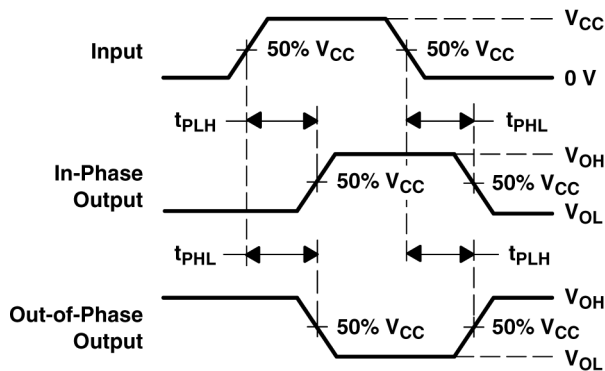 VCC
Input
50% VCC
50% VCC
0 V
tPLH
tPHL
VOH
In-Phase
Output
50% VCC
50% VCC
VOL
tPHL
tPLH
VOH
Out-of-Phase
Output
50% VCC
50% VCC
VOL